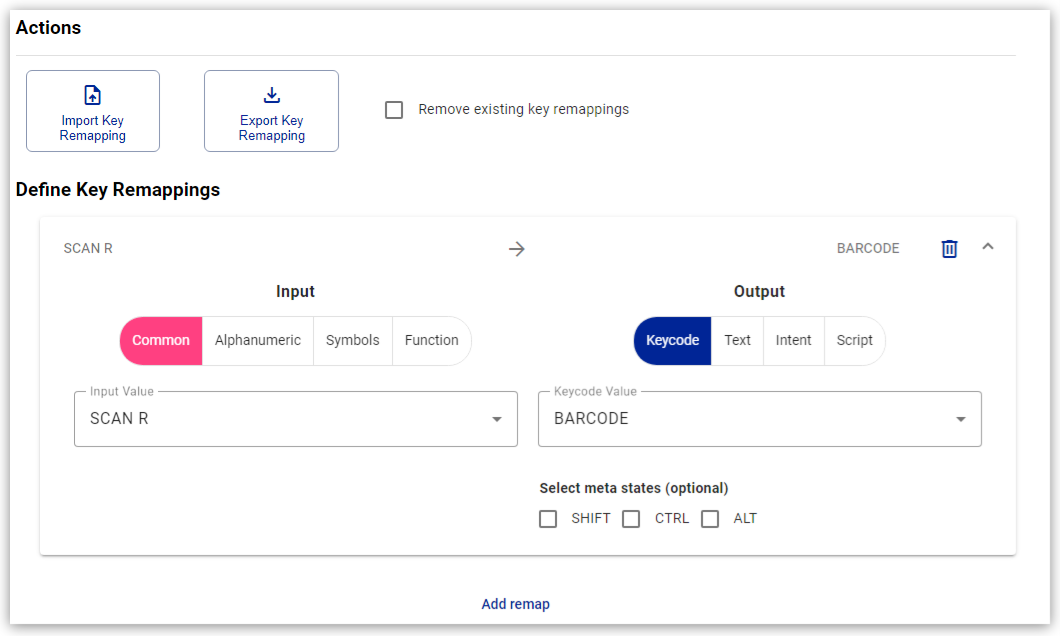 Actions
Import Key
Remapping
Export Key
Remapping
Remove existing key remappings
Define Key Remappings
SCAN R
BARCODE
Input
Output
Common Alphanumeric Symbols Function
Keycode Text Intent Script
Input Value
SCAN R
Keycode Value
BARCODE
Select meta states (optional)
SHIFT CTRL ALT
Add remap